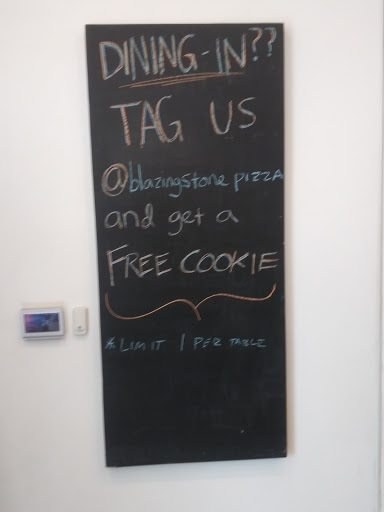 DINING-IN??
TAG US
@blazingstone pizza
and get a
FREE COOKIE
*LIMIT 1 PER TABLE